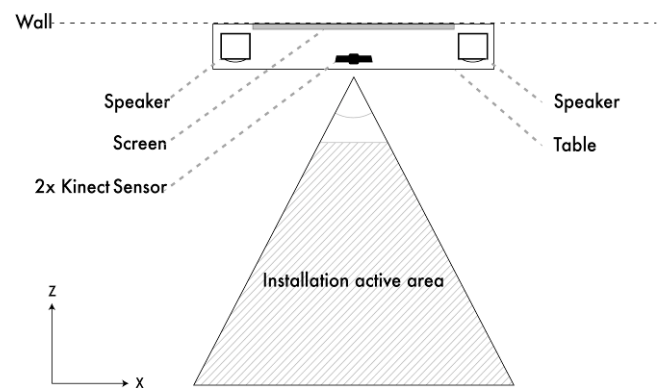 Wall
Speaker
Speaker
Screen
Table
2x Kinect Sensor
Installation active area
Z
X